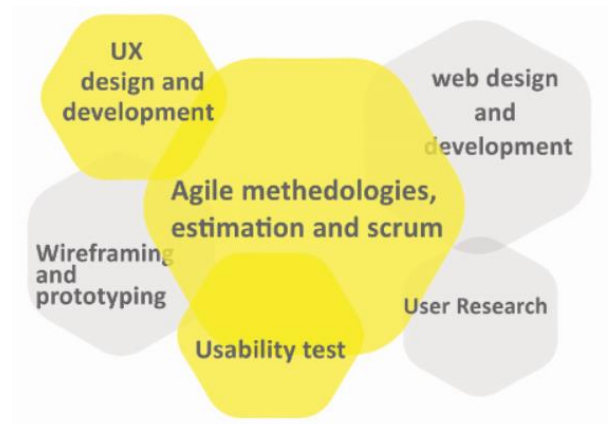 UX
design and
development
web design
and
development
Agile methedologies,
estimation and scrum
Wireframing
and
prototyping
User Research
Usability test